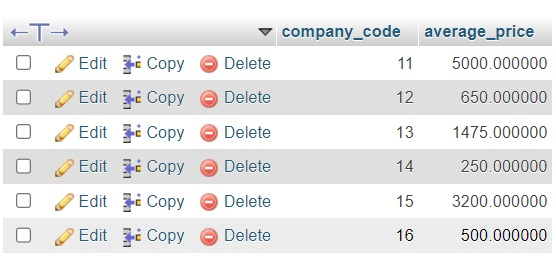 company_code average_price
Edit Copy Delete 11 5000.000000
Edit Copy Delete 12 650.000000
Edit Copy Delete 13 1475.000000
Edit Copy Delete 14 250.000000
Edit Copy Delete 15 3200.000000
Edit Copy Delete 16 500.000000